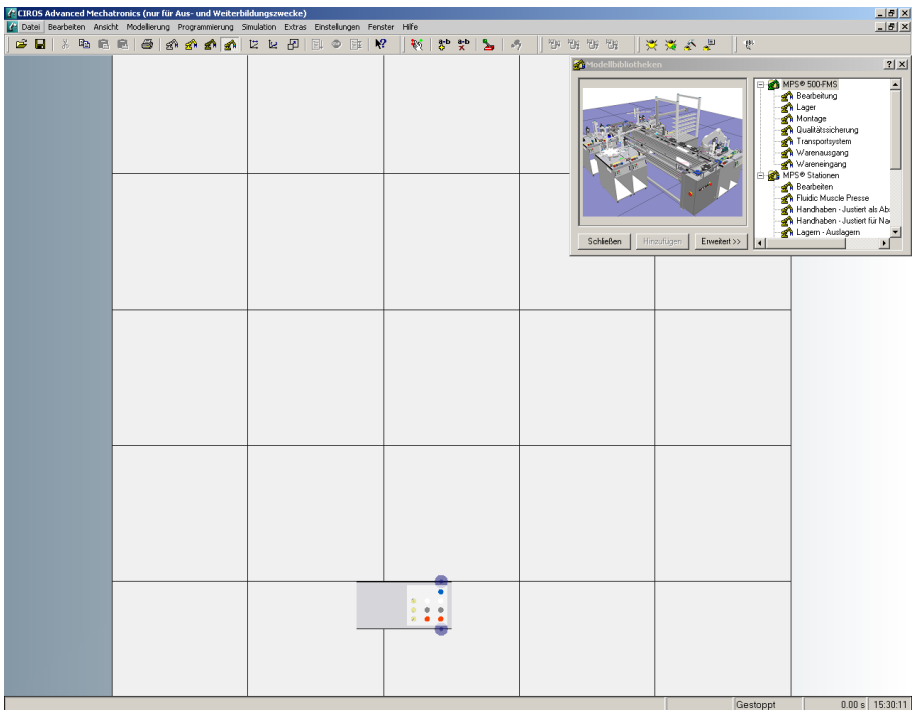 CIROS Advanced Mechatronics (nur für Aus- und Weiterbildungszwecke)
Datei Bearbeiten Ansicht Modellierung Programmierung Simulation Extras Einstellungen Fenster Hilfe
a-b a-b
Modellbibliotheken
MPS® 500-FMS
Bearbeitung
Lager
Montage
Qualitätssicherung
Transportsystem
Warenausgang
Wareneingang
MPS® Stationen
Bearbeiten
Fluidic Muscle Presse
Handhaben - Justiert als Ab
Handhaben - Justiert für Na
Lagern - Auslagern
Schließen Hinzufügen Erweitert >>
Gestoppt 0.00 s 15:30:11